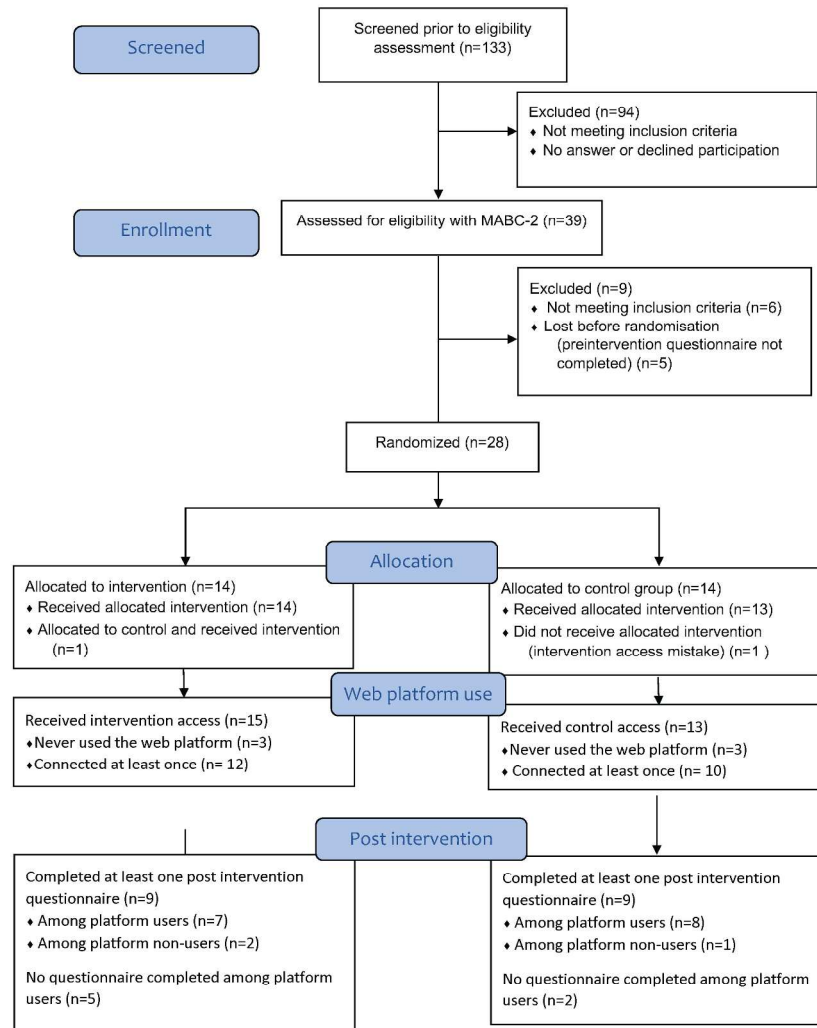 Screened
Screened prior to eligibility
assessment (n=133)
Excluded (n=94)
♦ Not meeting inclusion criteria
♦ No answer or declined participation
Enrollment
Assessed for eligibility with MABC-2 (n=39)
Excluded (n=9)
♦ Not meeting inclusion criteria (n=6)
♦ Lost before randomisation
(preintervention questionnaire not
completed) (n=5)
Randomized (n=28)
Allocation
Allocated to intervention (n=14)
♦ Received allocated intervention (n=14)
♦ Allocated to control and received intervention
(n=1)
Allocated to control group (n=14)
♦ Received allocated intervention (n=13)
♦ Did not receive allocated intervention
(intervention access mistake) (n=1 )
Web platform use
Received intervention access (n=15)
♦Never used the web platform (n=3)
♦Connected at least once (n= 12)
Received control access (n=13)
♦Never used the web platform (n=3)
♦Connected at least once (n= 10)
Post intervention
Completed at least one post intervention
questionnaire (n=9)
♦ Among platform users (n=7)
♦ Among platform non-users (n=2)
No questionnaire completed among platform
users (n=5)
Completed at least one post intervention
questionnaire (n=9)
♦ Among platform users (n=8)
♦ Among platform non-users (n=1)
No questionnaire completed among platform
users (n=2)